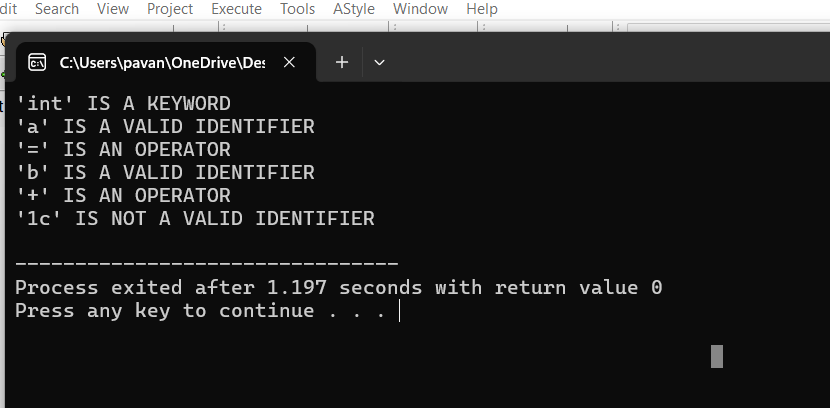 dit Search View Project Execute Tools AStyle Window Help
C:\Users\pavan\OneDrive\Des
'int' IS A KEYWORD
'a' IS A VALID IDENTIFIER
'=' IS AN OPERATOR
'b' IS A VALID IDENTIFIER
'+' IS AN OPERATOR
'1c' IS NOT A VALID IDENTIFIER
--------------------------------
Process exited after 1.197 seconds with return value 0
Press any key to continue . . .